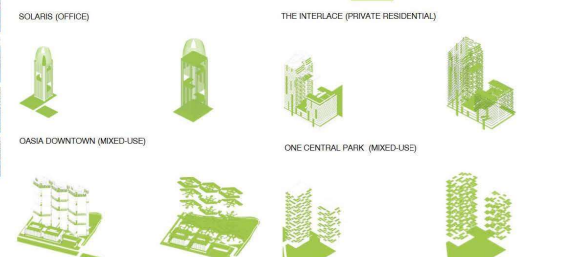 SOLARIS (OFFICE)
THE INTERLACE (PRIVATE RESIDENTIAL)
OASIA DOWNTOWN (MIXED-USE)
ONE CENTRAL PARK (MIXED-USE)